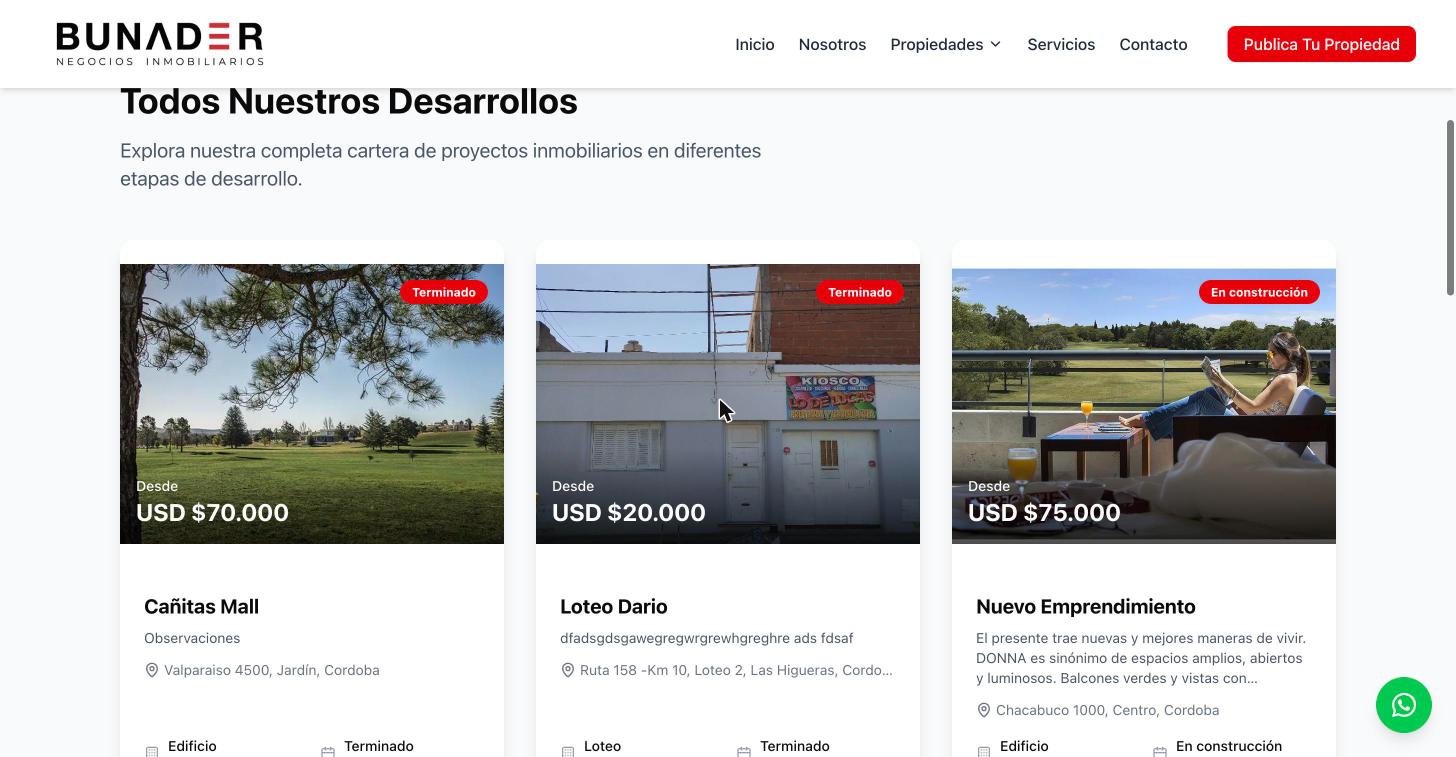 BUNADER
NEGOCIOS INMOBILIARIOS
Inicio
Nosotros
Propiedades
Servicios
Contacto
Publica Tu Propiedad
Todos Nuestros Desarrollos
Explora nuestra completa cartera de proyectos inmobiliarios en diferentes
etapas de desarrollo.
Terminado
Desde
USD $70.000
Cañitas Mall
Observaciones
Valparaiso 4500, Jardín, Cordoba
Edificio
Terminado
Terminado
KIOSCO
LO DE LUCAS
Desde
USD $20.000
Loteo Dario
dfadsgdsgawegregwrgrewhgreghre ads fdsaf
Ruta 158 -Km 10, Loteo 2, Las Higueras, Cordo...
Loteo
Terminado
En construcción
Desde
USD $75.000
Nuevo Emprendimiento
El presente trae nuevas y mejores maneras de vivir.
DONNA es sinónimo de espacios amplios, abiertos
y luminosos. Balcones verdes y vistas con...
Chacabuco 1000, Centro, Cordoba
Edificio
En construcción